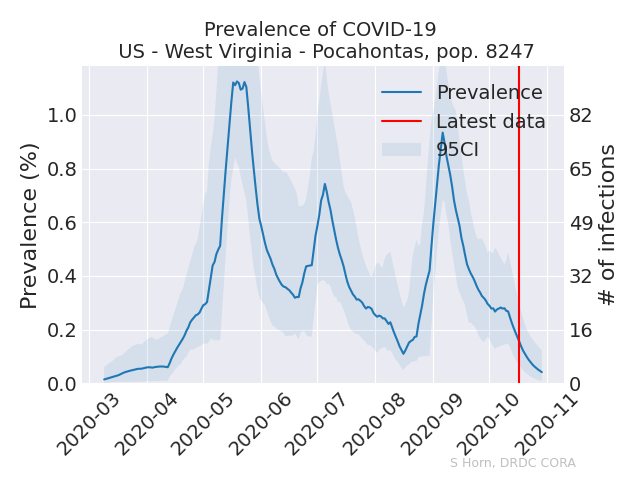 Prevalence of COVID-19
US - West Virginia - Pocahontas, pop. 8247
Prevalence
Latest data
95CI
Prevalence (%)
1.0
0.8
0.6
0.4
0.2
0.0
# of infections
82
65
49
32
16
0
2020-03
2020-04
2020-05
2020-06
2020-07
2020-08
2020-09
2020-10
2020-11
S Horn, DRDC CORA